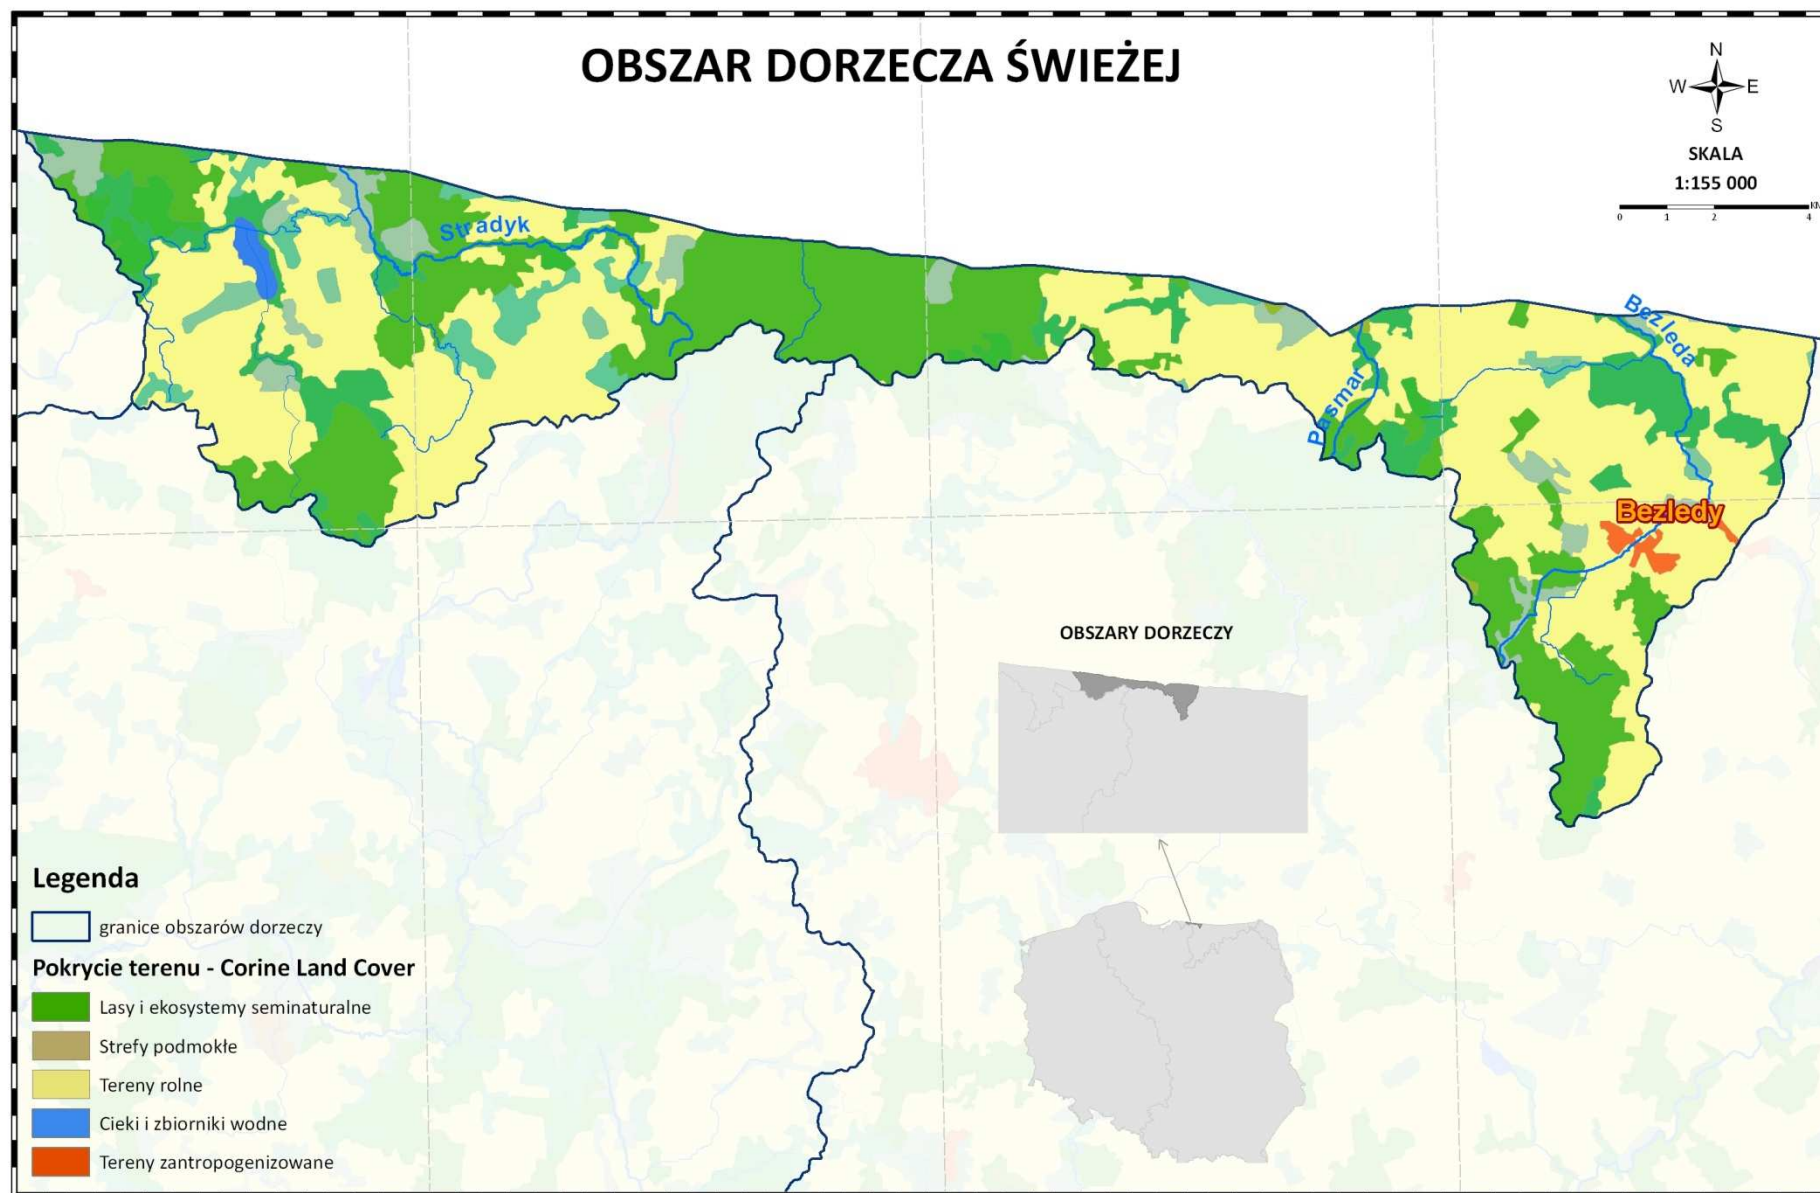 OBSZAR DORZECZA ŚWIEŻEJ
N
W E
S
SKALA
1:155 000
0 1 2 4 KM
Stradyk
Bezleda
Pasmar
Bezledy
OBSZARY DORZECZY
Legenda
granice obszarów dorzeczy
Pokrycie terenu - Corine Land Cover
Lasy i ekosystemy seminaturalne
Strefy podmokłe
Tereny rolne
Cieki i zbiorniki wodne
Tereny zantropogenizowane